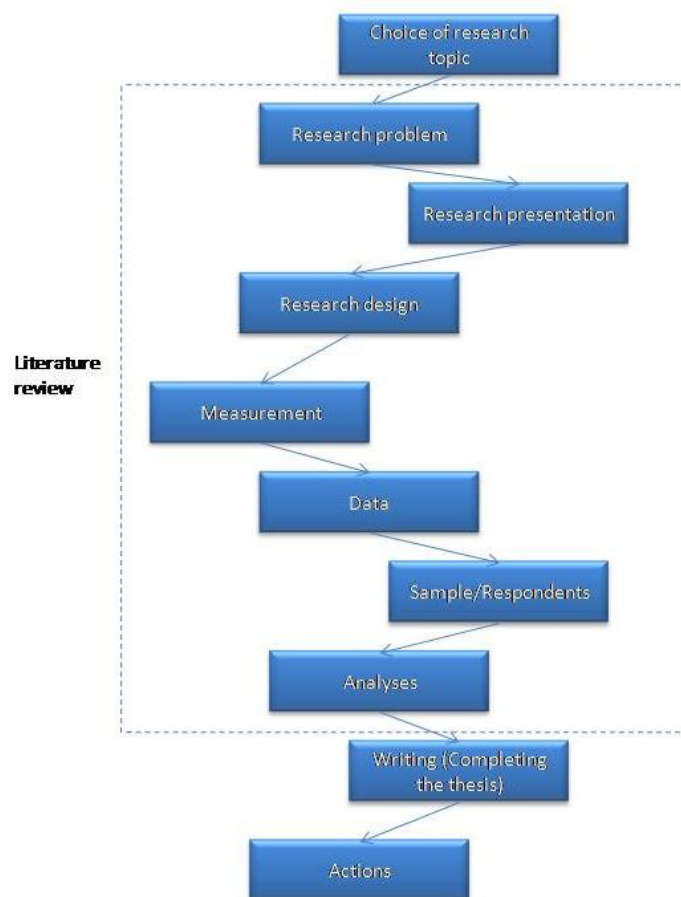 Choice of research
topic
Research problem
Research presentation
Research design
Literature
review
Measurement
Data
Sample/Respondents
Analyses
Writing (Completing
the thesis)
Actions